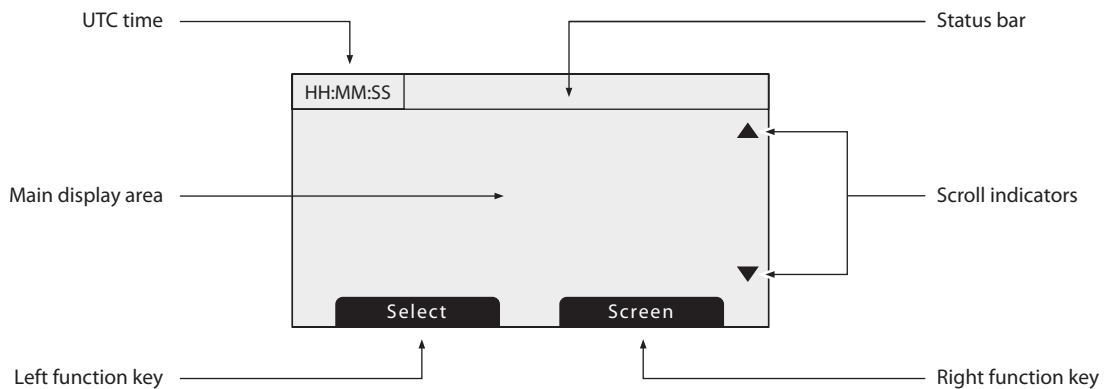 UTC time
Status bar
HH:MM:SS
Main display area
Scroll indicators
Select
Screen
Left function key
Right function key